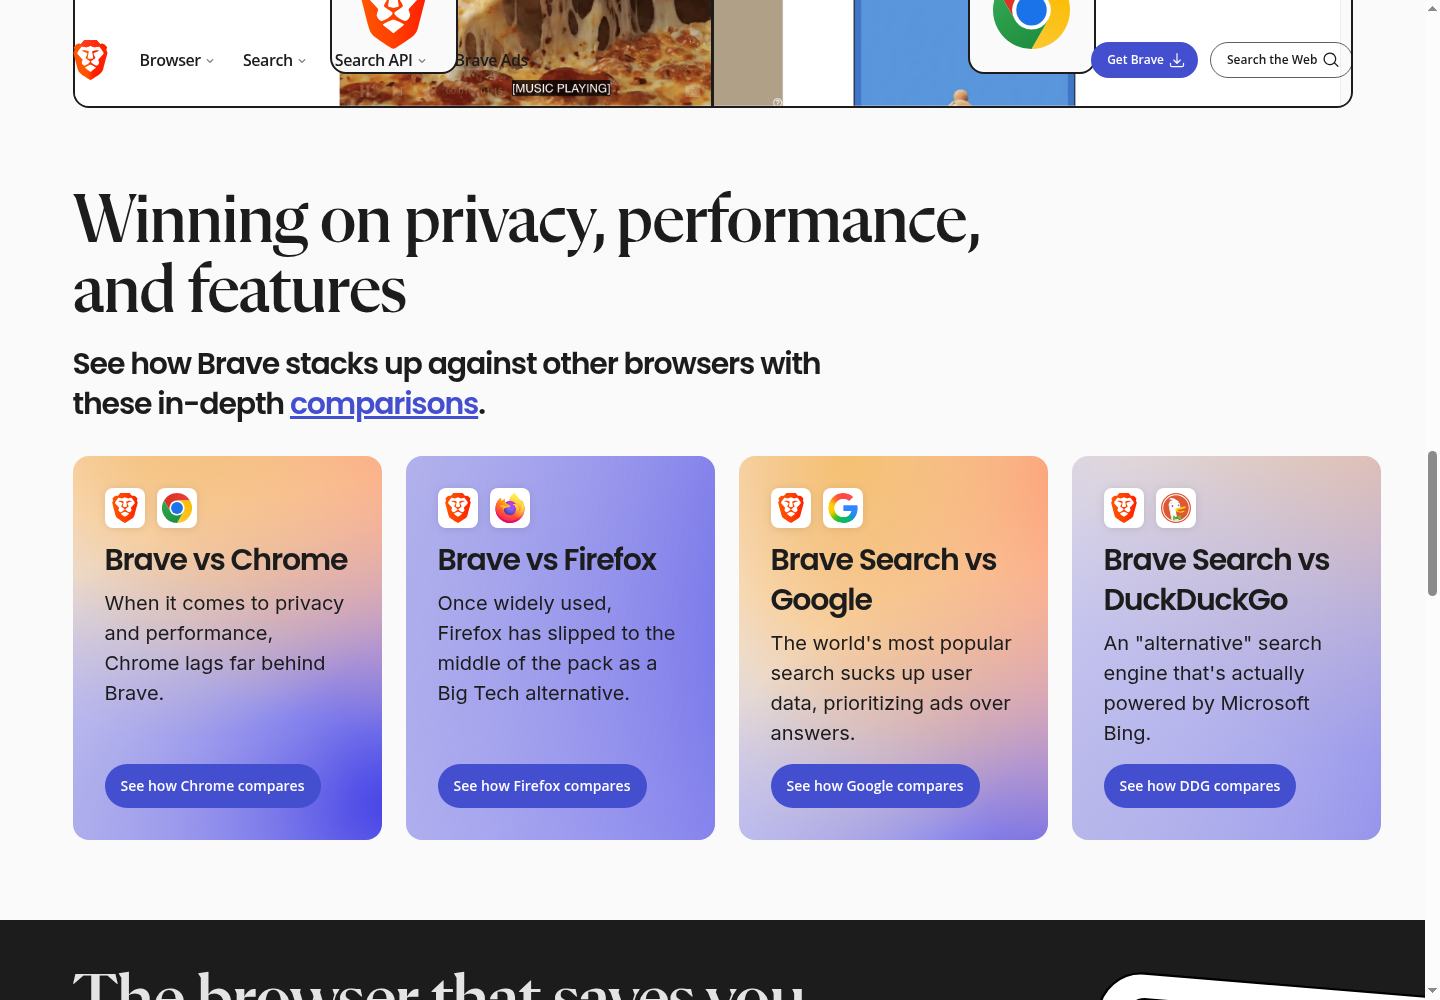 Browser
Search
Search API
Brave Ads
Get Brave
Search the Web
[MUSIC PLAYING]
Winning on privacy, performance,
and features
See how Brave stacks up against other browsers with
these in-depth comparisons.
Brave vs Chrome
When it comes to privacy
and performance,
Chrome lags far behind
Brave.
See how Chrome compares
Brave vs Firefox
Once widely used,
Firefox has slipped to the
middle of the pack as a
Big Tech alternative.
See how Firefox compares
Brave Search vs
Google
The world's most popular
search sucks up user
data, prioritizing ads over
answers.
See how Google compares
Brave Search vs
DuckDuckGo
An "alternative" search
engine that's actually
powered by Microsoft
Bing.
See how DDG compares
The browser that saves you